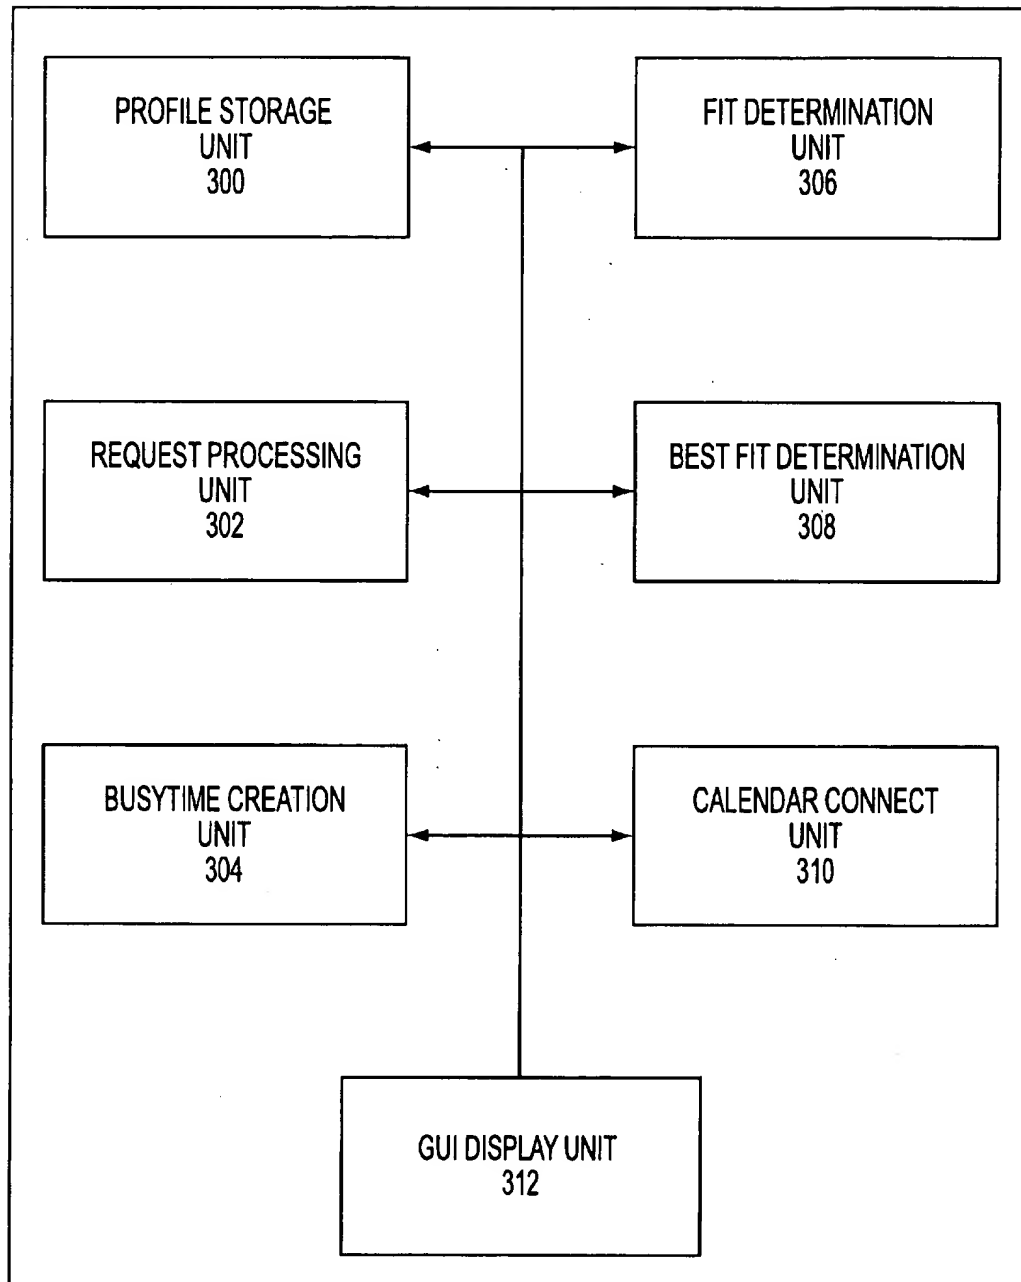 PROFILE STORAGE
UNIT
300
FIT DETERMINATION
UNIT
306
REQUEST PROCESSING
UNIT
302
BEST FIT DETERMINATION
UNIT
308
BUSYTIME CREATION
UNIT
304
CALENDAR CONNECT
UNIT
310
GUI DISPLAY UNIT
312